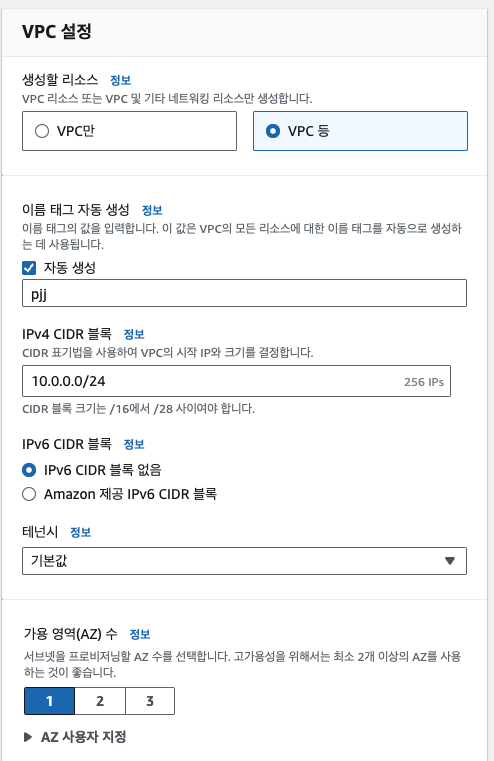 VPC 설정
생성할 리소스 정보
VPC 리소스 또는 VPC 및 기타 네트워킹 리소스만 생성합니다.
VPC만
VPC 등
이름 태그 자동 생성 정보
이름 태그의 값을 입력합니다. 이 값은 VPC의 모든 리소스에 대한 이름 태그를 자동으로 생성하
는 데 사용됩니다.
자동 생성
pjj
IPv4 CIDR 블록 정보
CIDR 표기법을 사용하여 VPC의 시작 IP와 크기를 결정합니다.
10.0.0.0/24 256 IPs
CIDR 블록 크기는 /16에서 /28 사이여야 합니다.
IPv6 CIDR 블록 정보
IPv6 CIDR 블록 없음
Amazon 제공 IPv6 CIDR 블록
테넌시 정보
기본값
가용 영역(AZ) 수 정보
서브넷을 프로비저닝할 AZ 수를 선택합니다. 고가용성을 위해서는 최소 2개 이상의 AZ를 사용
하는 것이 좋습니다.
1 2 3
AZ 사용자 지정